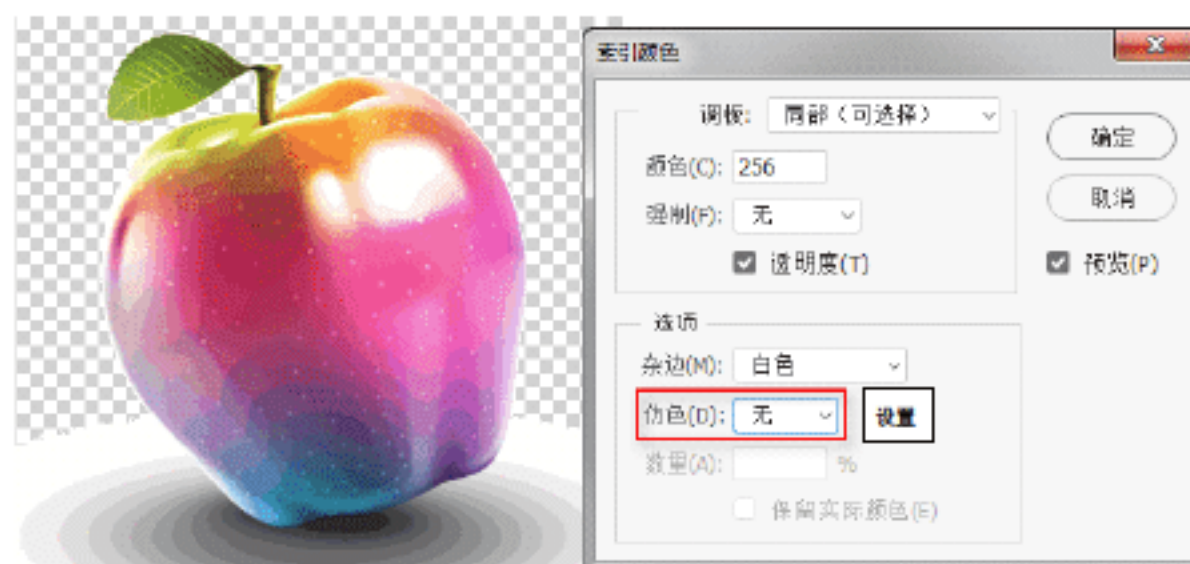 索引颜色
调板: 局部（可选择）
颜色(C): 256
强制(F): 无
透明度(T)
确定
取消
预览(P)
选项
杂边(M): 白色
仿色(D): 无
设置
数量(A): %
保留实际颜色(E)